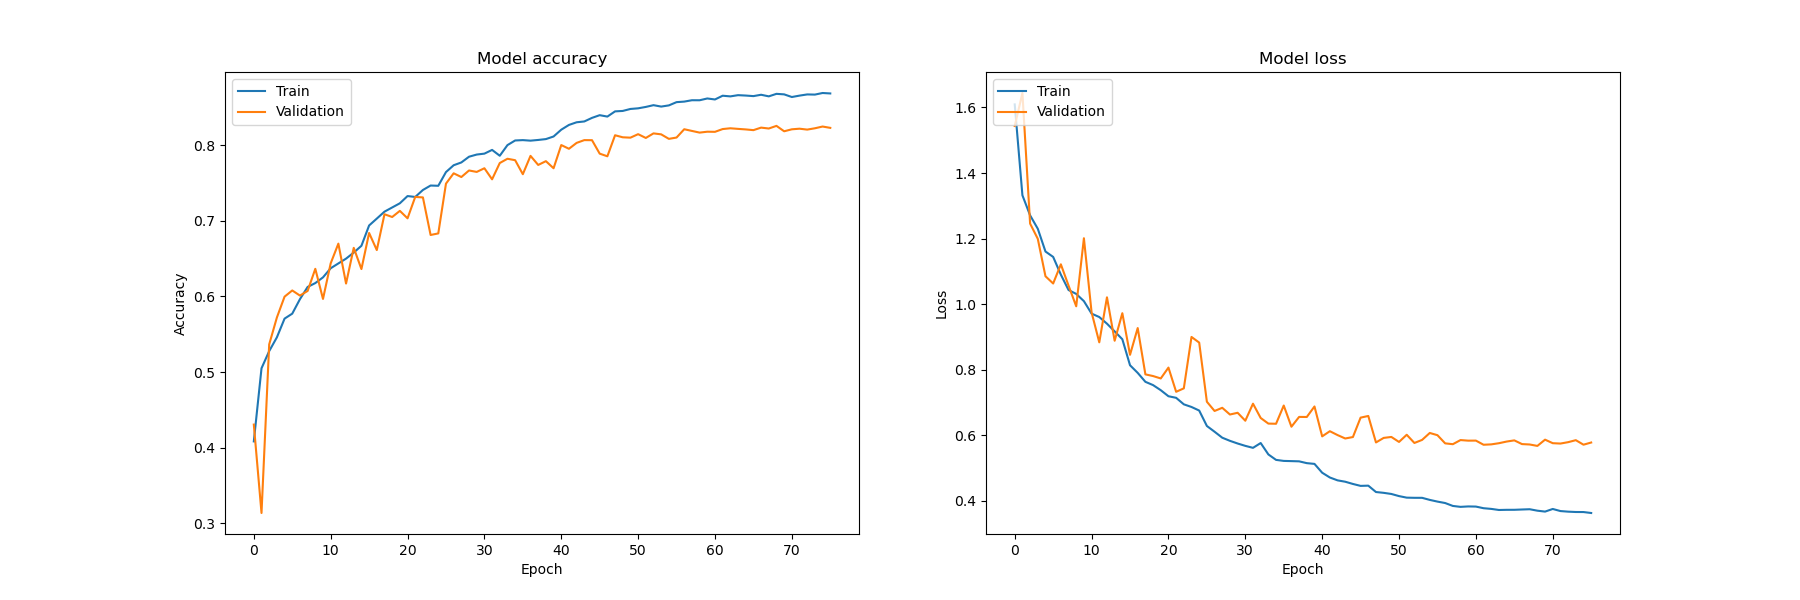 Model accuracy
Train
Validation
0.8
0.7
0.6
0.5
0.4
0.3
Accuracy
0 10 20 30 40 50 60 70
Epoch
Model loss
Train
Validation
1.6
1.4
1.2
1.0
0.8
0.6
0.4
Loss
0 10 20 30 40 50 60 70
Epoch